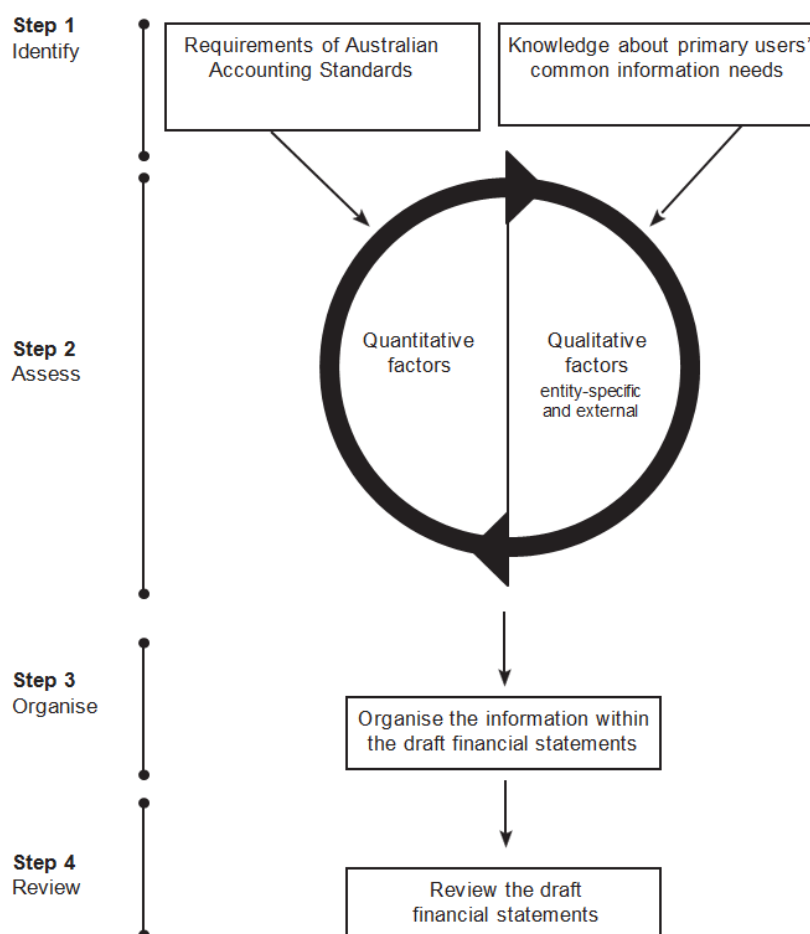 Step 1
Identify
Requirements of Australian
Accounting Standards
Knowledge about primary users'
common information needs
Step 2
Assess
Quantitative
factors
Qualitative
factors
entity-specific
and external
Step 3
Organise
Organise the information within
the draft financial statements
Step 4
Review
Review the draft
financial statements